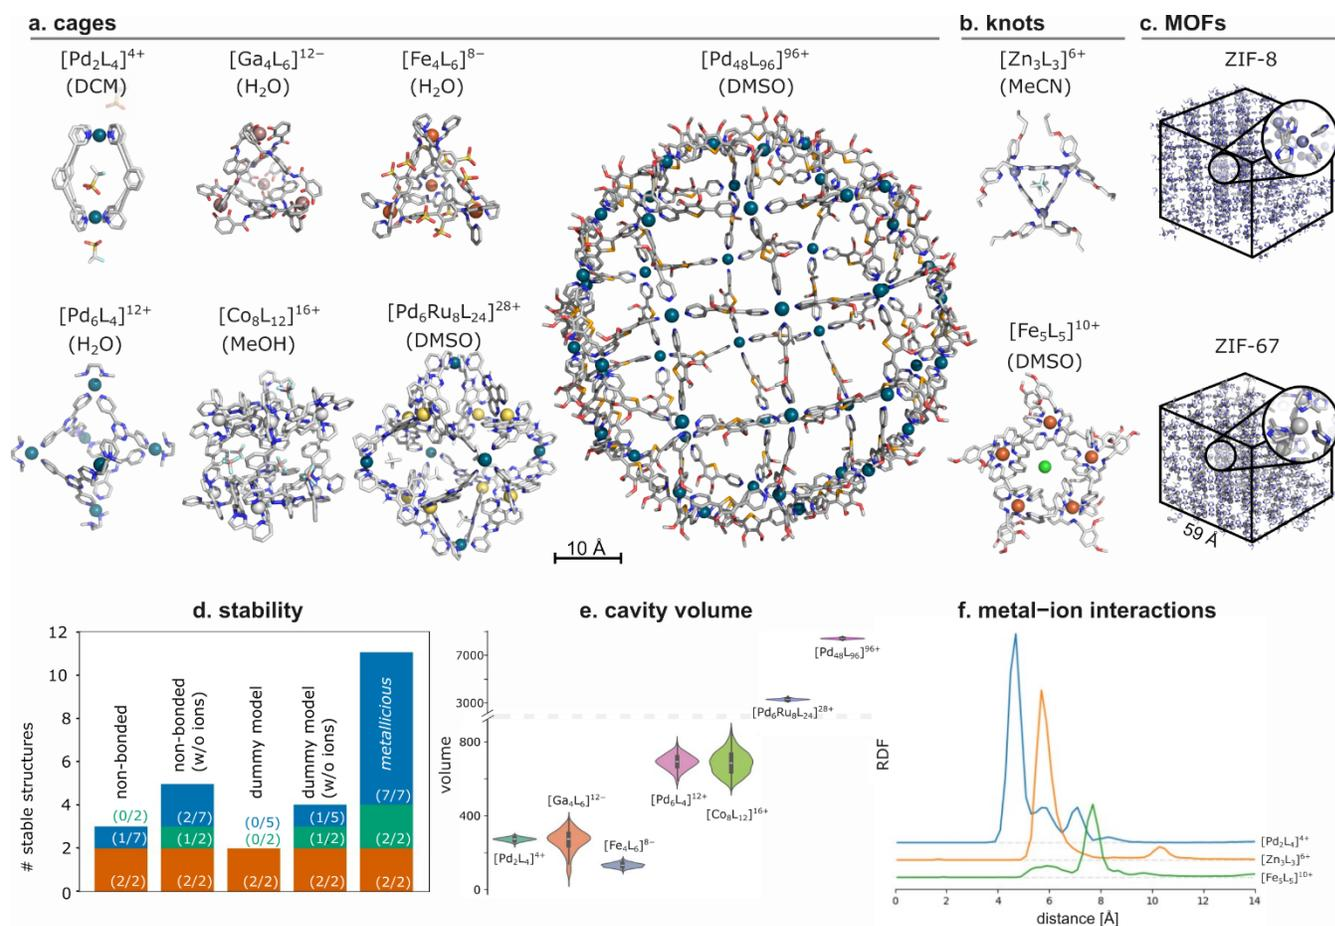 a. cages
b. knots
c. MOFs
[Pd₂L₄]⁴⁺
(DCM)
[Ga₄L₆]¹²⁻
(H₂O)
[Fe₄L₆]⁸⁻
(H₂O)
[Pd₄₈L₉₆]⁹⁶⁺
(DMSO)
[Zn₃L₃]⁶⁺
(MeCN)
ZIF-8
[Pd₆L₄]¹²⁺
(H₂O)
[Co₈L₁₂]¹⁶⁺
(MeOH)
[Pd₆Ru₈L₂₄]²⁸⁺
(DMSO)
[Fe₅L₅]¹⁰⁺
(DMSO)
ZIF-67
10 Å
59 Å
d. stability
# stable structures
12
10
8
6
4
2
0
non-bonded
non-bonded
(w/o ions)
dummy model
dummy model
(w/o ions)
metallicious
(0/2)
(1/7)
(2/2)
(2/7)
(1/2)
(2/2)
(0/5)
(0/2)
(2/2)
(1/5)
(1/2)
(2/2)
(7/7)
(2/2)
(2/2)
e. cavity volume
volume
7000
3000
800
400
0
[Pd₂L₄]⁴⁺
[Ga₄L₆]¹²⁻
[Fe₄L₆]⁸⁻
[Pd₆L₄]¹²⁺
[Co₈L₁₂]¹⁶⁺
[Pd₆Ru₈L₂₄]²⁸⁺
[Pd₄₈L₉₆]⁹⁶⁺
f. metal−ion interactions
RDF
[Pd₂L₄]⁴⁺
[Zn₃L₃]⁶⁺
[Fe₅L₅]¹⁰⁺
0 2 4 6 8 10 12 14
distance [Å]